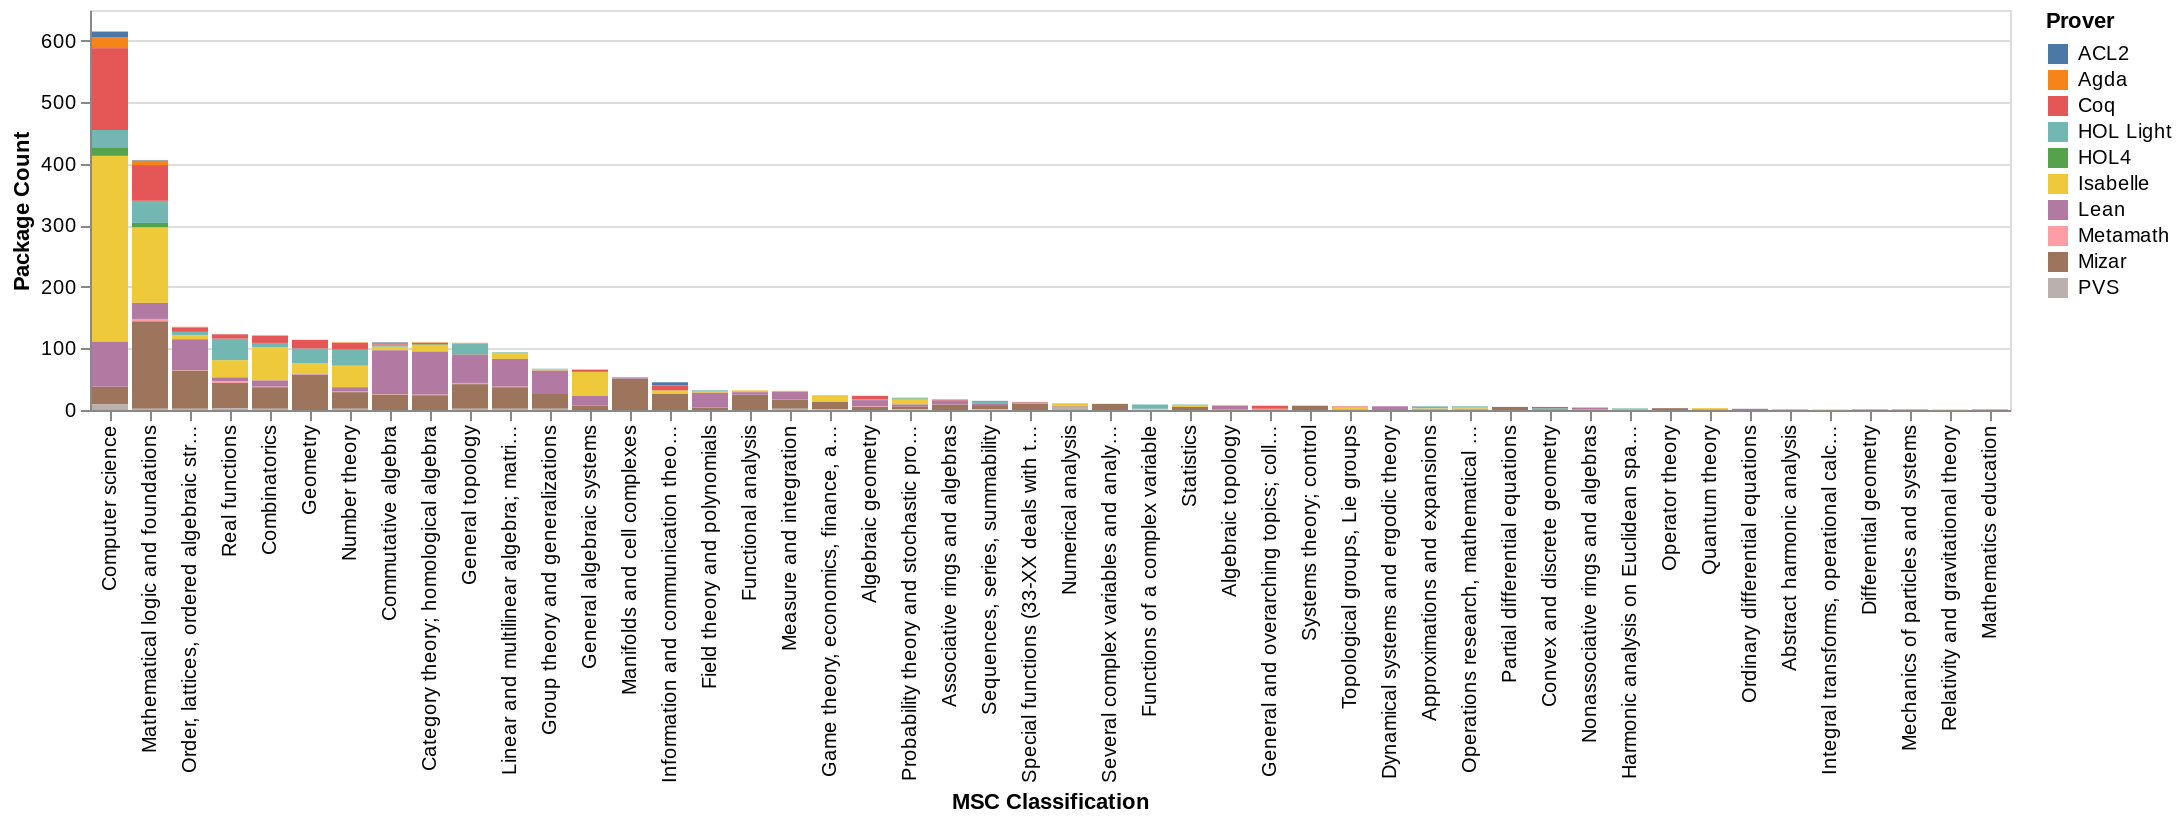 Prover
ACL2
Agda
Coq
HOL Light
HOL4
Isabelle
Lean
Metamath
Mizar
PVS
Package Count
600
500
400
300
200
100
0
Computer science
Mathematical logic and foundations
Order, lattices, ordered algebraic str…
Real functions
Combinatorics
Geometry
Number theory
Commutative algebra
Category theory; homological algebra
General topology
Linear and multilinear algebra; matri…
Group theory and generalizations
General algebraic systems
Manifolds and cell complexes
Information and communication theo…
Field theory and polynomials
Functional analysis
Measure and integration
Game theory, economics, finance, a…
Algebraic geometry
Probability theory and stochastic pro…
Associative rings and algebras
Sequences, series, summability
Special functions (33-XX deals with t…
Numerical analysis
Several complex variables and analy…
Functions of a complex variable
Statistics
Algebraic topology
General and overarching topics; coll…
Systems theory; control
Topological groups, Lie groups
Dynamical systems and ergodic theory
Approximations and expansions
Operations research, mathematical …
Partial differential equations
Convex and discrete geometry
Nonassociative rings and algebras
Harmonic analysis on Euclidean spa…
Operator theory
Quantum theory
Ordinary differential equations
Abstract harmonic analysis
Integral transforms, operational calc…
Differential geometry
Mechanics of particles and systems
Relativity and gravitational theory
Mathematics education
MSC Classification